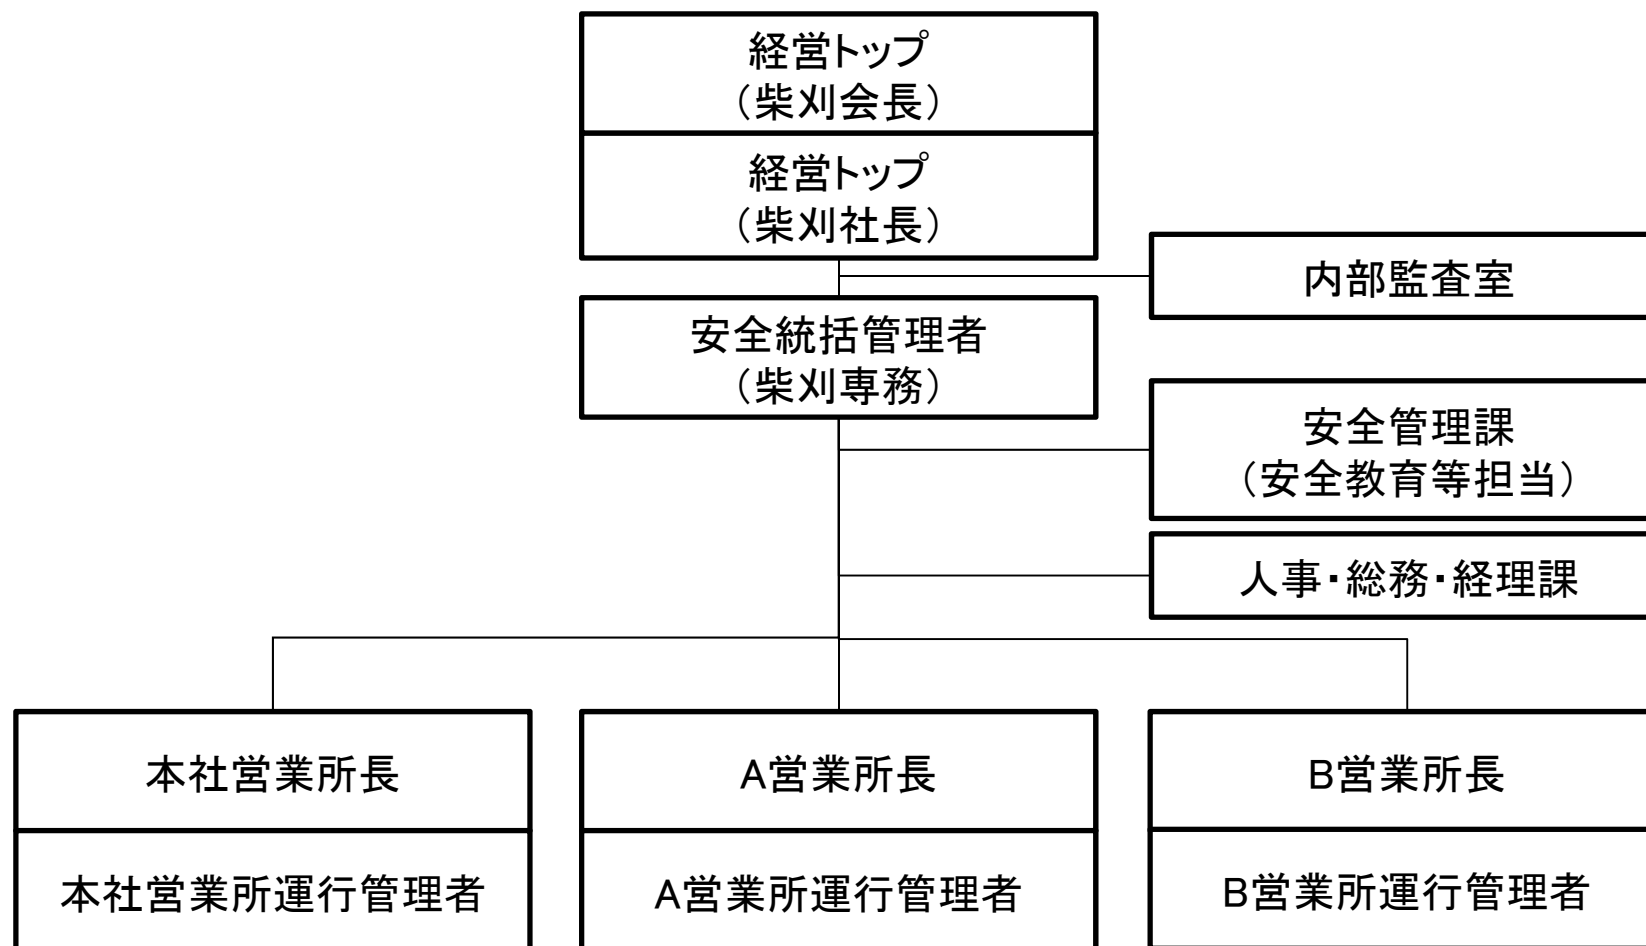 経営トップ
（柴刈会長）
経営トップ
（柴刈社長）
内部監査室
安全統括管理者
（柴刈専務）
安全管理課
（安全教育等担当）
人事・総務・経理課
本社営業所長
A営業所長
B営業所長
本社営業所運行管理者
A営業所運行管理者
B営業所運行管理者